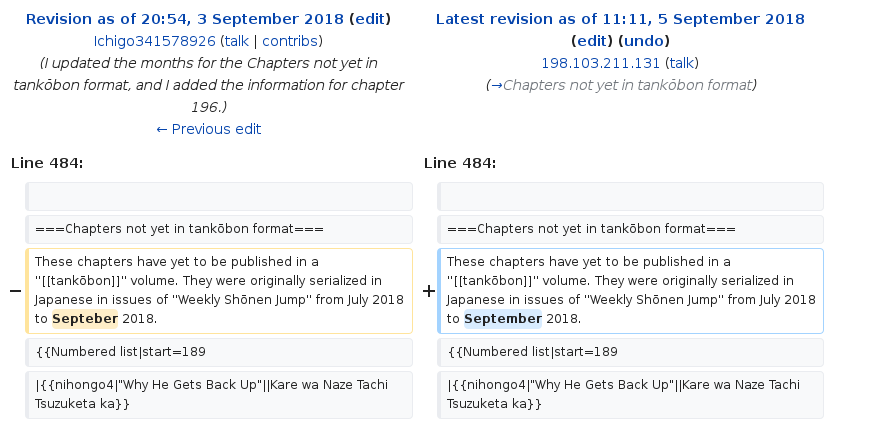 Revision as of 20:54, 3 September 2018 (edit)
Ichigo341578926 (talk | contribs)
(I updated the months for the Chapters not yet in
tankōbon format, and I added the information for chapter
196.)
← Previous edit
Latest revision as of 11:11, 5 September 2018
(edit) (undo)
198.103.211.131 (talk)
(→Chapters not yet in tankōbon format)
Line 484:
Line 484:
===Chapters not yet in tankōbon format===
===Chapters not yet in tankōbon format===
−
These chapters have yet to be published in a
''[[tankōbon]]'' volume. They were originally serialized in
Japanese in issues of ''Weekly Shōnen Jump'' from July 2018
to Septeber 2018.
+
These chapters have yet to be published in a
''[[tankōbon]]'' volume. They were originally serialized in
Japanese in issues of ''Weekly Shōnen Jump'' from July 2018
to September 2018.
{{Numbered list|start=189
{{Numbered list|start=189
|{{nihongo4|"Why He Gets Back Up"||Kare wa Naze Tachi
Tsuzuketa ka}}
|{{nihongo4|"Why He Gets Back Up"||Kare wa Naze Tachi
Tsuzuketa ka}}